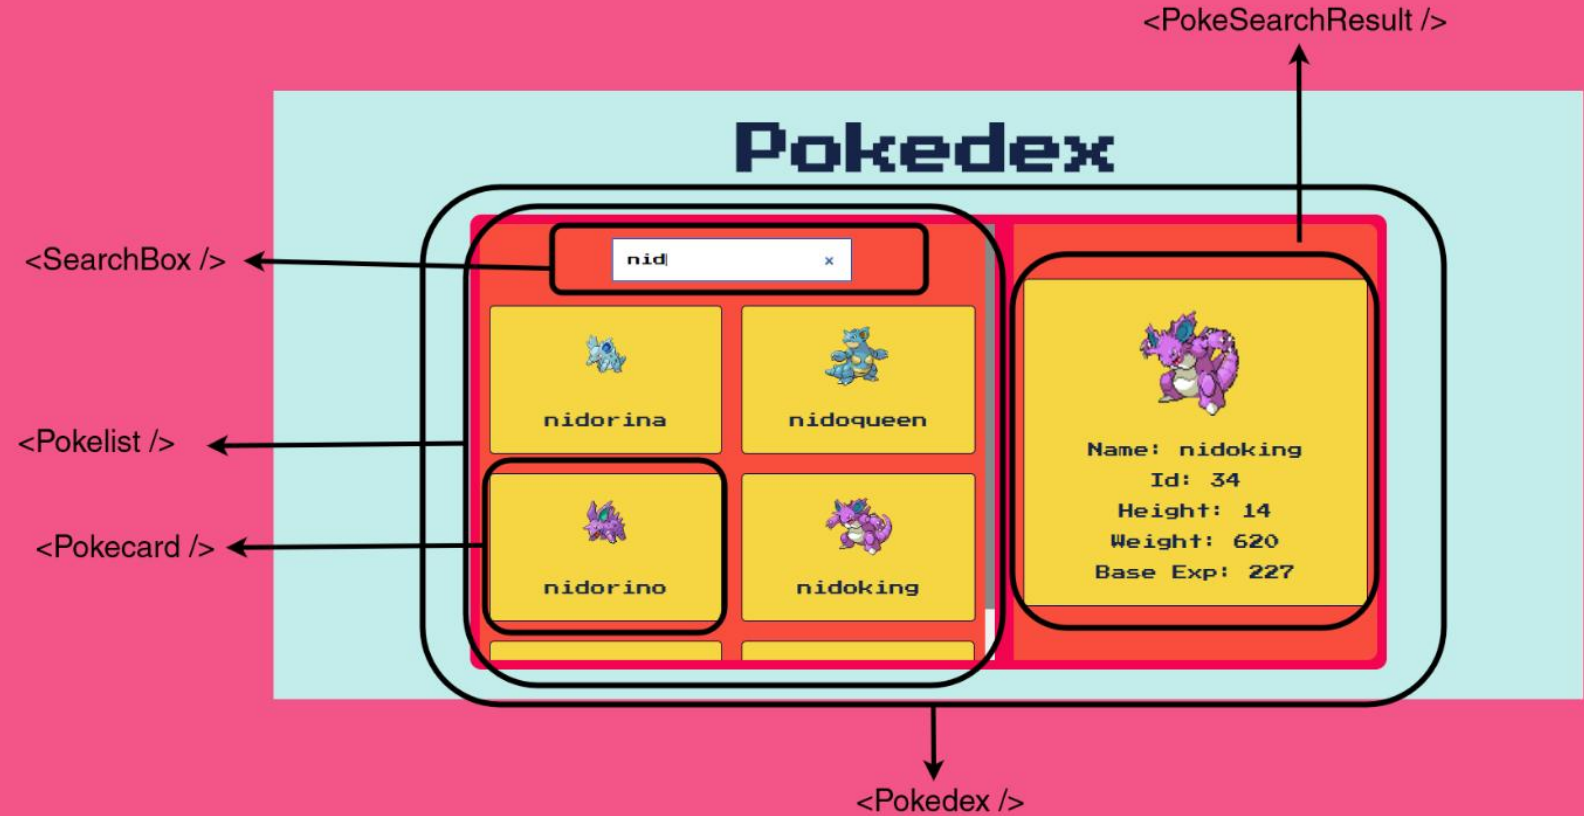 <PokeSearchResult />
Pokedex
<SearchBox />
nid
×
nidorina
nidoqueen
<Pokelist />
<Pokecard />
nidorino
nidoking
Name: nidoking
Id: 34
Height: 14
Weight: 620
Base Exp: 227
<Pokedex />